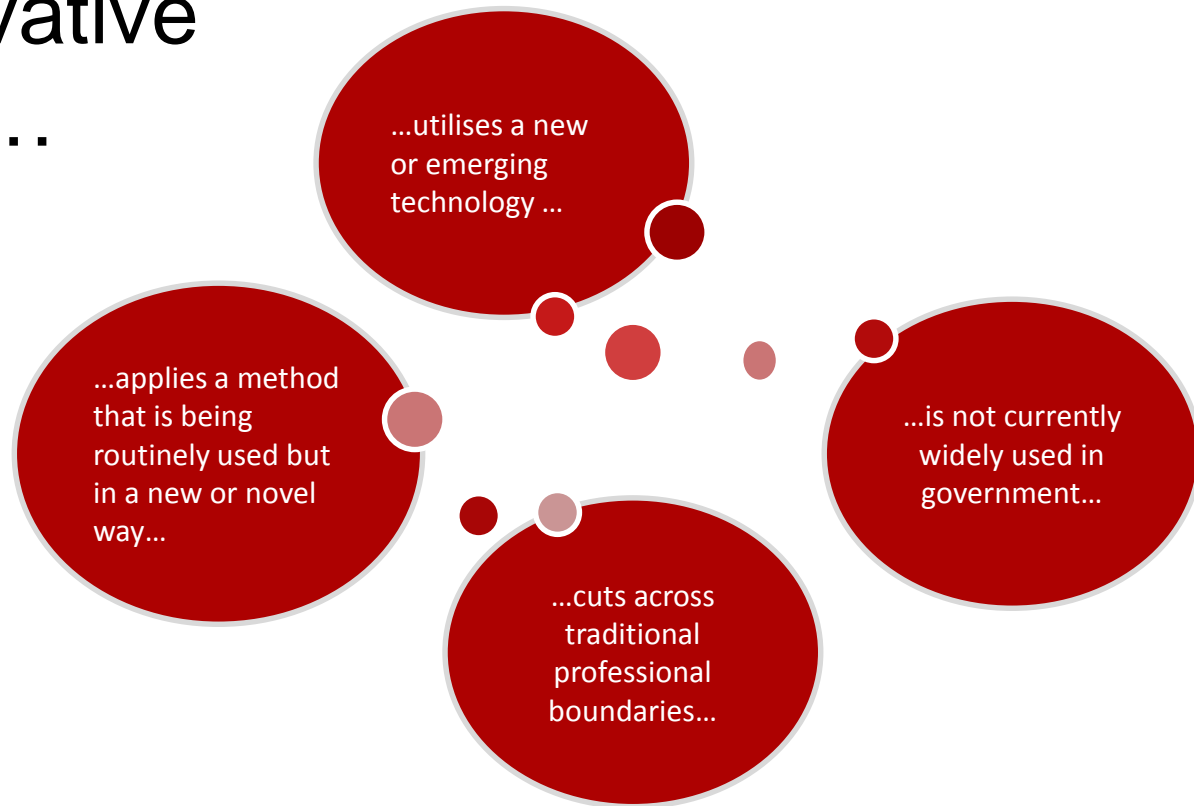 vative
…
…utilises a new
or emerging
technology …
…applies a method
that is being
routinely used but
in a new or novel
way…
…is not currently
widely used in
government…
…cuts across
traditional
professional
boundaries…